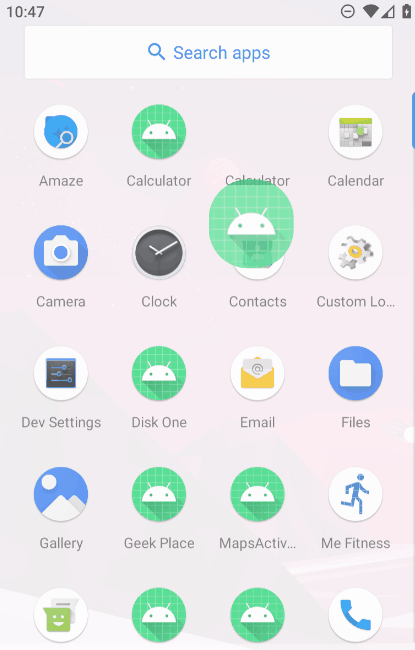 10:47
Search apps
Amaze Calculator Calculator Calendar
Camera Clock Contacts Custom Lo...
Dev Settings Disk One Email Files
Gallery Geek Place MapsActiv... Me Fitness